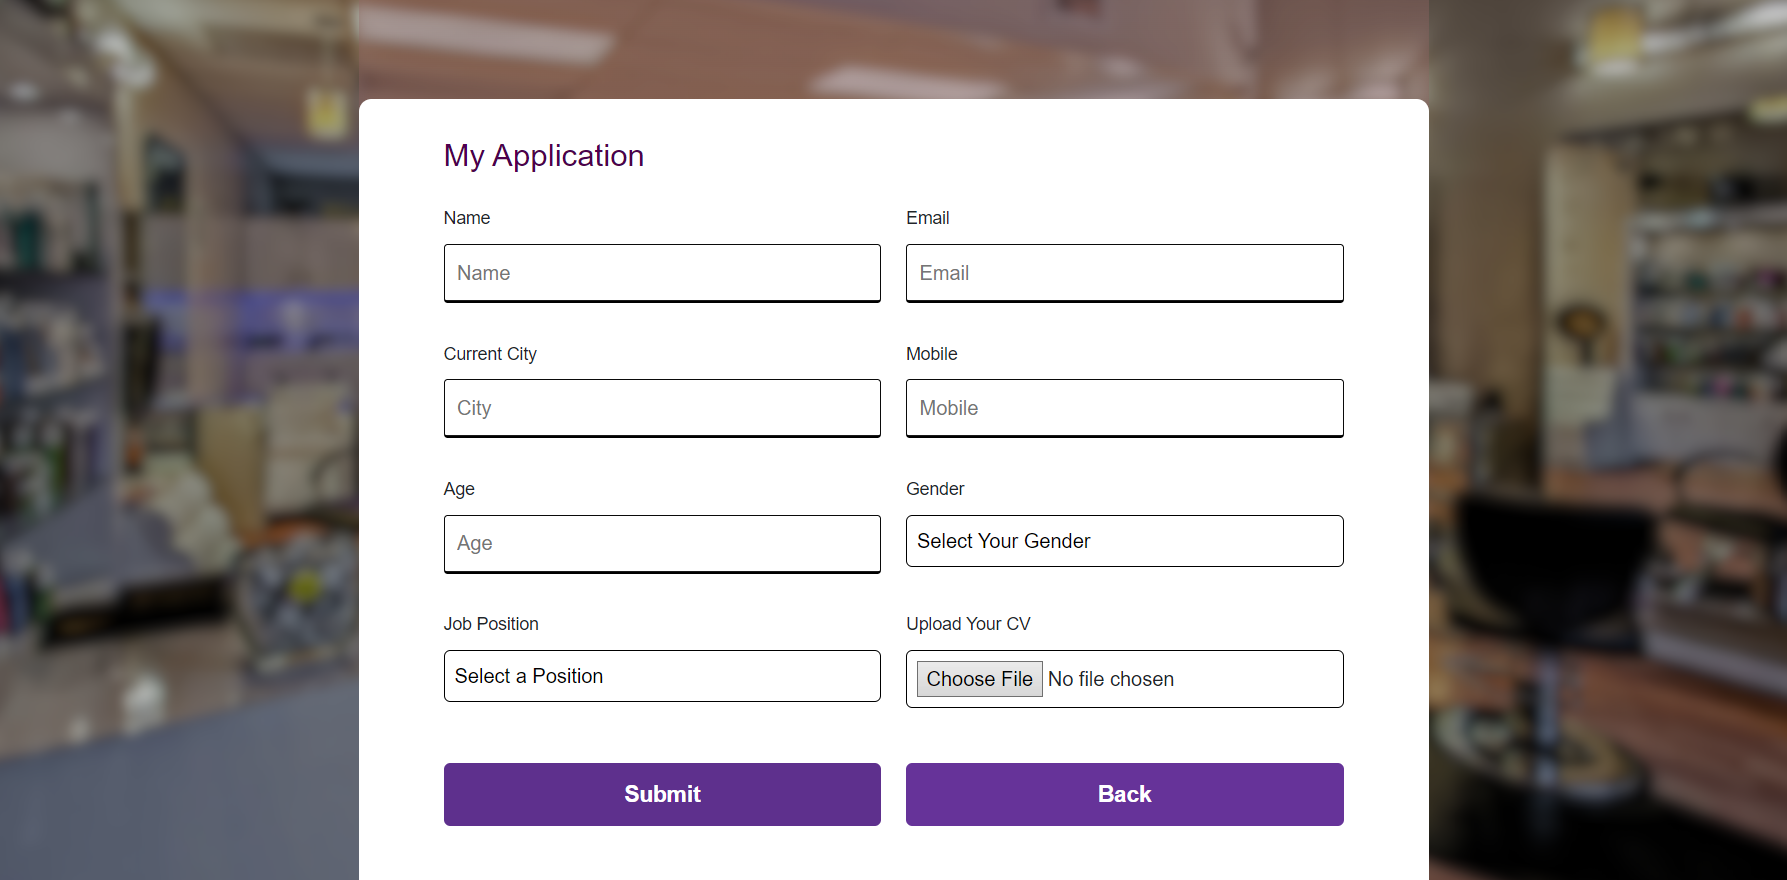 My Application
Name
Email
Name
Email
Current City
Mobile
City
Mobile
Age
Gender
Age
Select Your Gender
Job Position
Upload Your CV
Select a Position
Choose File No file chosen
Submit
Back